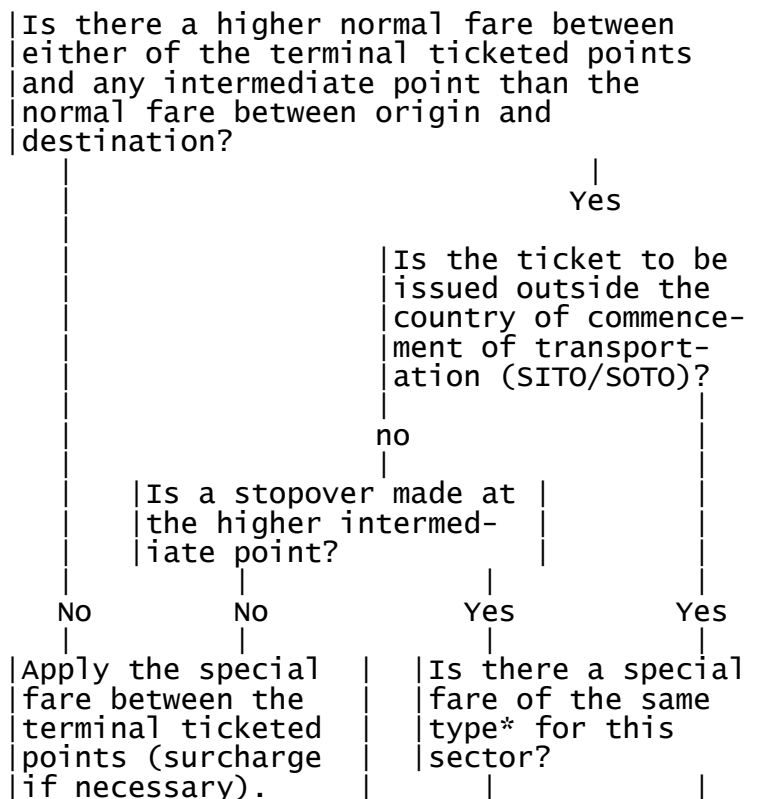 Is there a higher normal fare between
either of the terminal ticketed points
and any intermediate point than the
normal fare between origin and
destination?
Yes
Is the ticket to be
issued outside the
country of commence-
ment of transport-
ation (SITO/SOTO)?
no
Is a stopover made at
the higher intermed-
iate point?
No No Yes Yes
Apply the special
fare between the
terminal ticketed
points (surcharge
if necessary).
Is there a special
fare of the same
type* for this
sector?